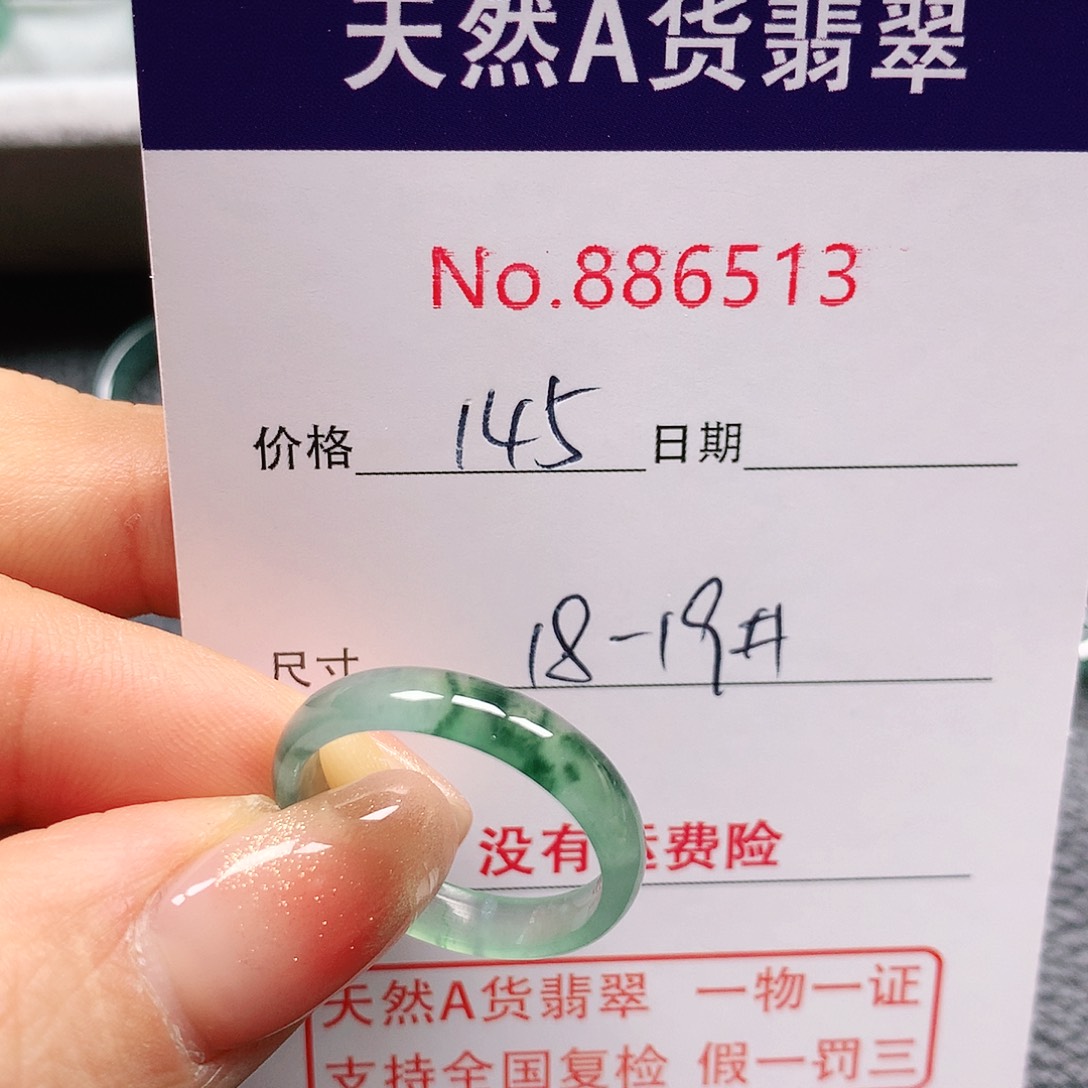 天然A货翡翠
No.886513
价格 145 日期
尺寸 18-19#
没有运费险
天然A货翡翠 一物一证
支持全国复检 假一罚三